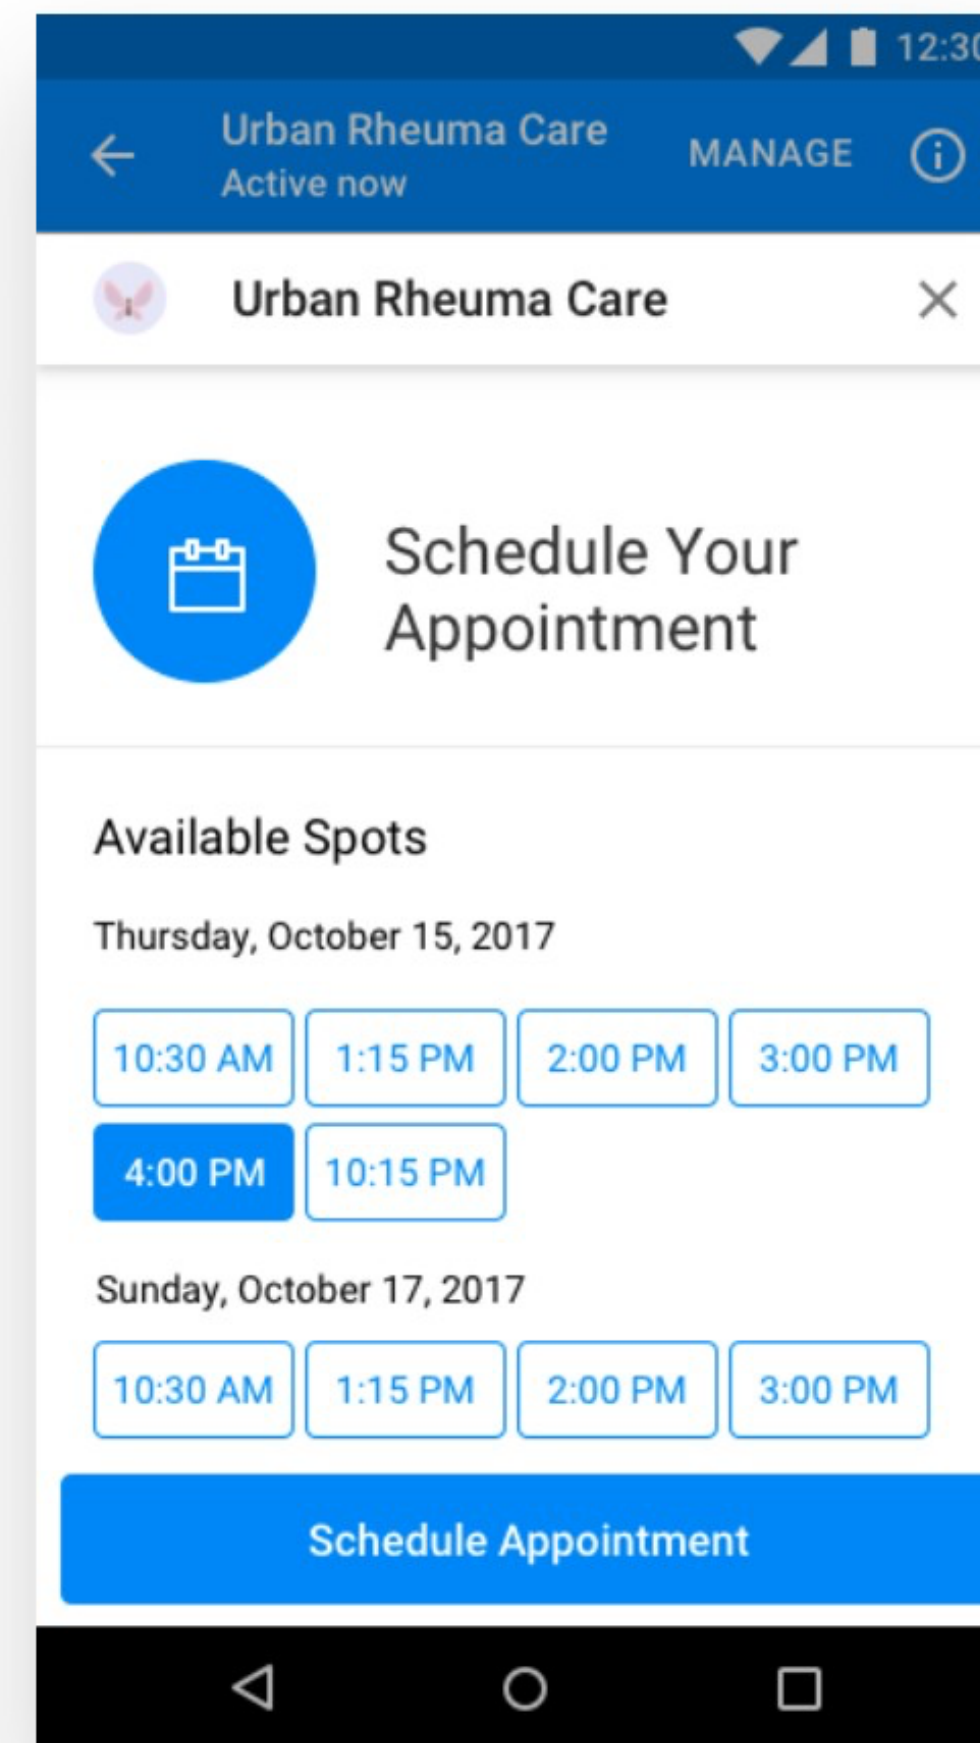 12:30
Urban Rheuma Care
Active now
MANAGE
Urban Rheuma Care
Schedule Your
Appointment
Available Spots
Thursday, October 15, 2017
10:30 AM 1:15 PM 2:00 PM 3:00 PM
4:00 PM 10:15 PM
Sunday, October 17, 2017
10:30 AM 1:15 PM 2:00 PM 3:00 PM
Schedule Appointment